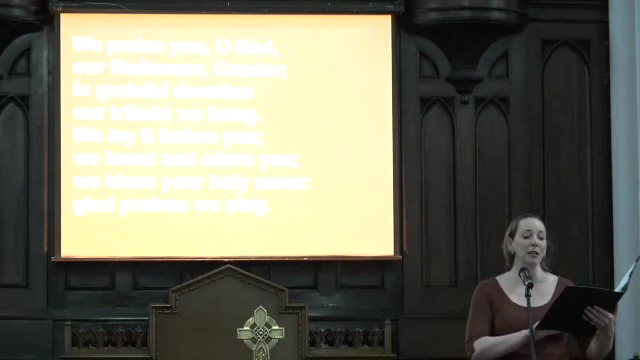 We praise you, O God,
our Redeemer, Creator;
in grateful devotion
our tribute we bring.
We lay it before you;
we kneel and adore you;
we bless your holy name:
glad praises we sing.